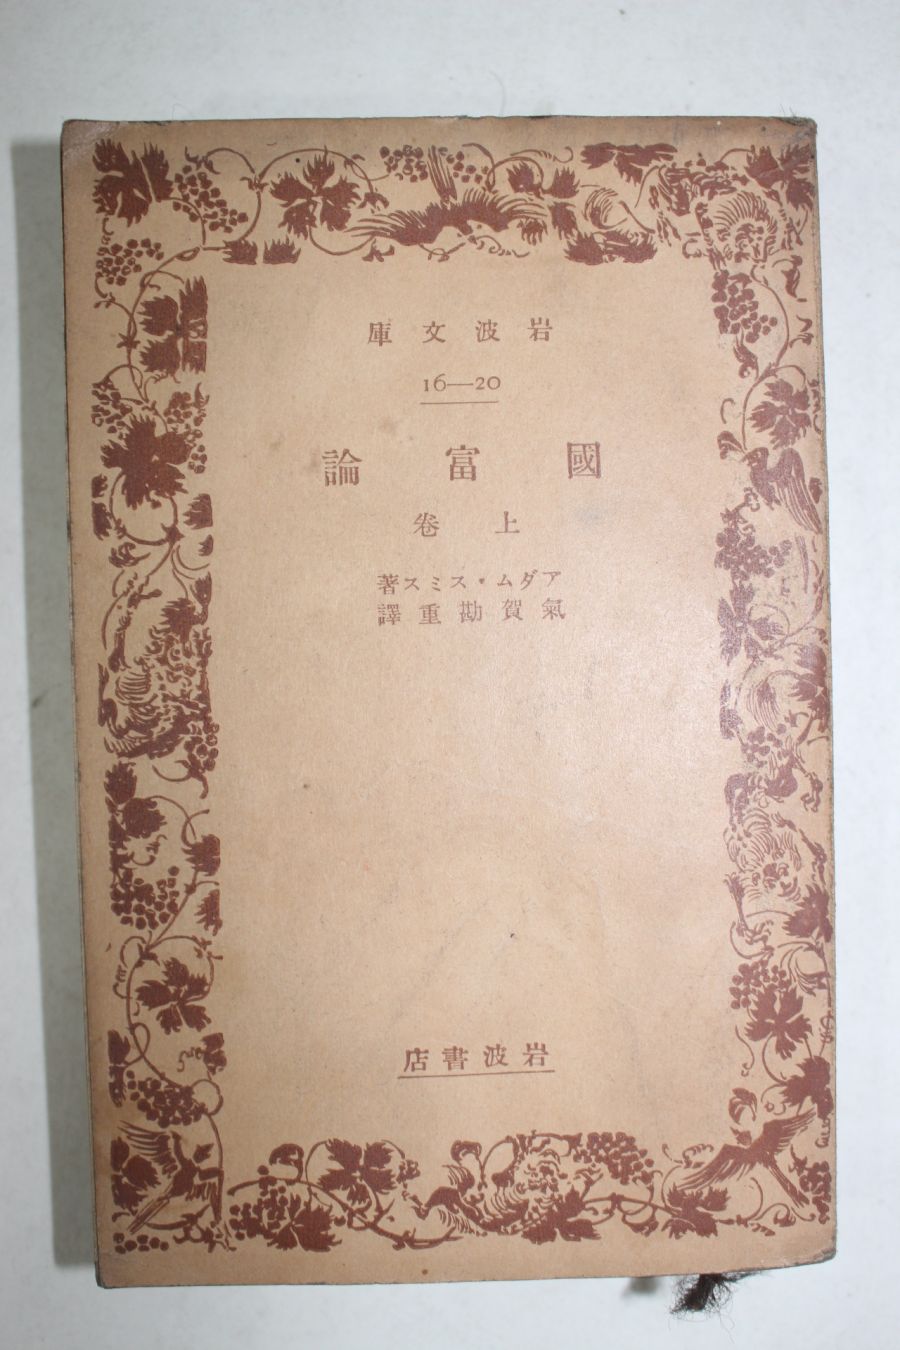 岩波文庫
16—20
國富論
上卷
アダム・スミス著
氣賀勘重譯
岩波書店